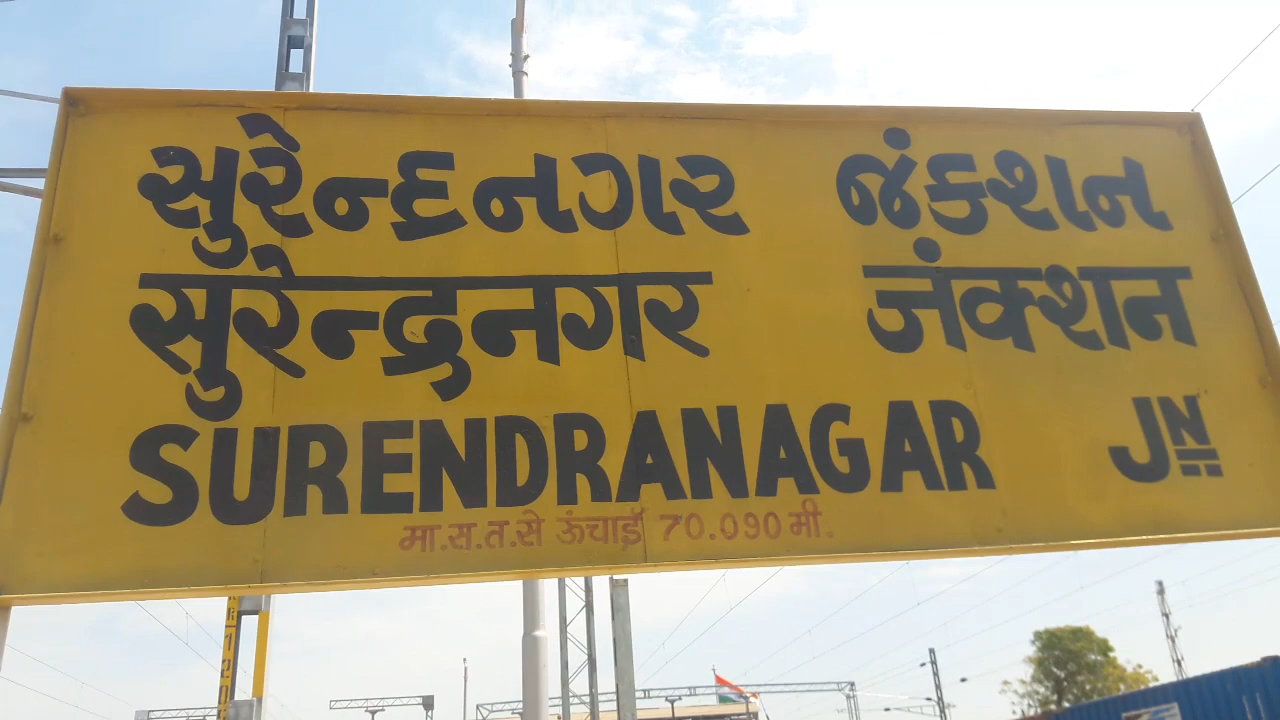 સુરેન્દ્રનગર જંકશન
सुरेन्द्रनगर जंक्शन
SURENDRANAGAR JN
मा.स.त.से ऊंचाई 70.090 मी.